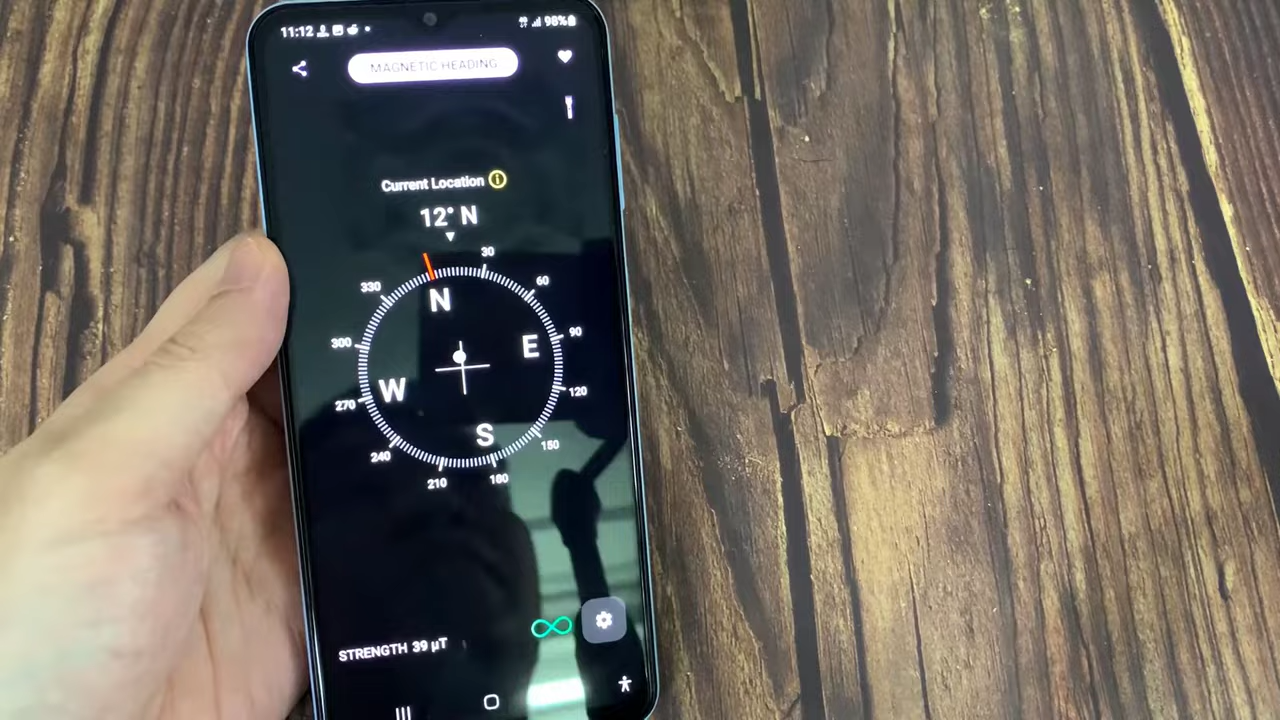 11:12 98%
MAGNETIC HEADING
Current Location
12° N
30
330
N
60
300
E
90
W
270
120
S
240
150
210
180
STRENGTH 39 µT